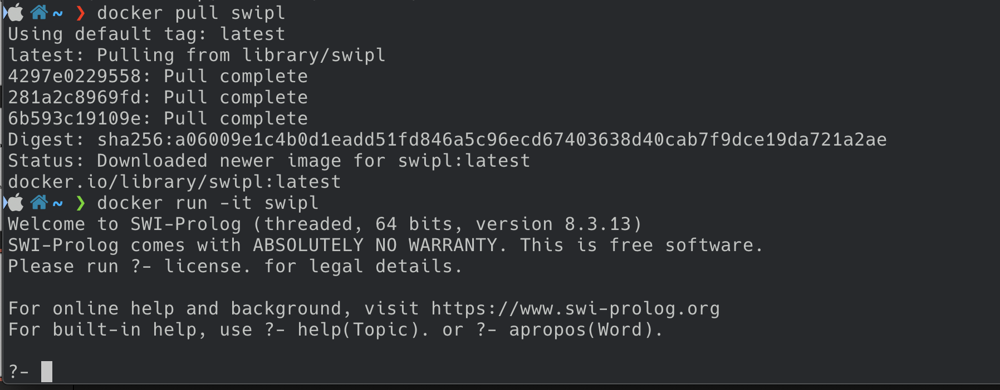 ~ ❯ docker pull swipl
Using default tag: latest
latest: Pulling from library/swipl
4297e0229558: Pull complete
281a2c8969fd: Pull complete
6b593c19109e: Pull complete
Digest: sha256:a06009e1c4b0d1eadd51fd846a5c96ecd67403638d40cab7f9dce19da721a2ae
Status: Downloaded newer image for swipl:latest
docker.io/library/swipl:latest
~ ❯ docker run -it swipl
Welcome to SWI-Prolog (threaded, 64 bits, version 8.3.13)
SWI-Prolog comes with ABSOLUTELY NO WARRANTY. This is free software.
Please run ?- license. for legal details.
For online help and background, visit https://www.swi-prolog.org
For built-in help, use ?- help(Topic). or ?- apropos(Word).
?-